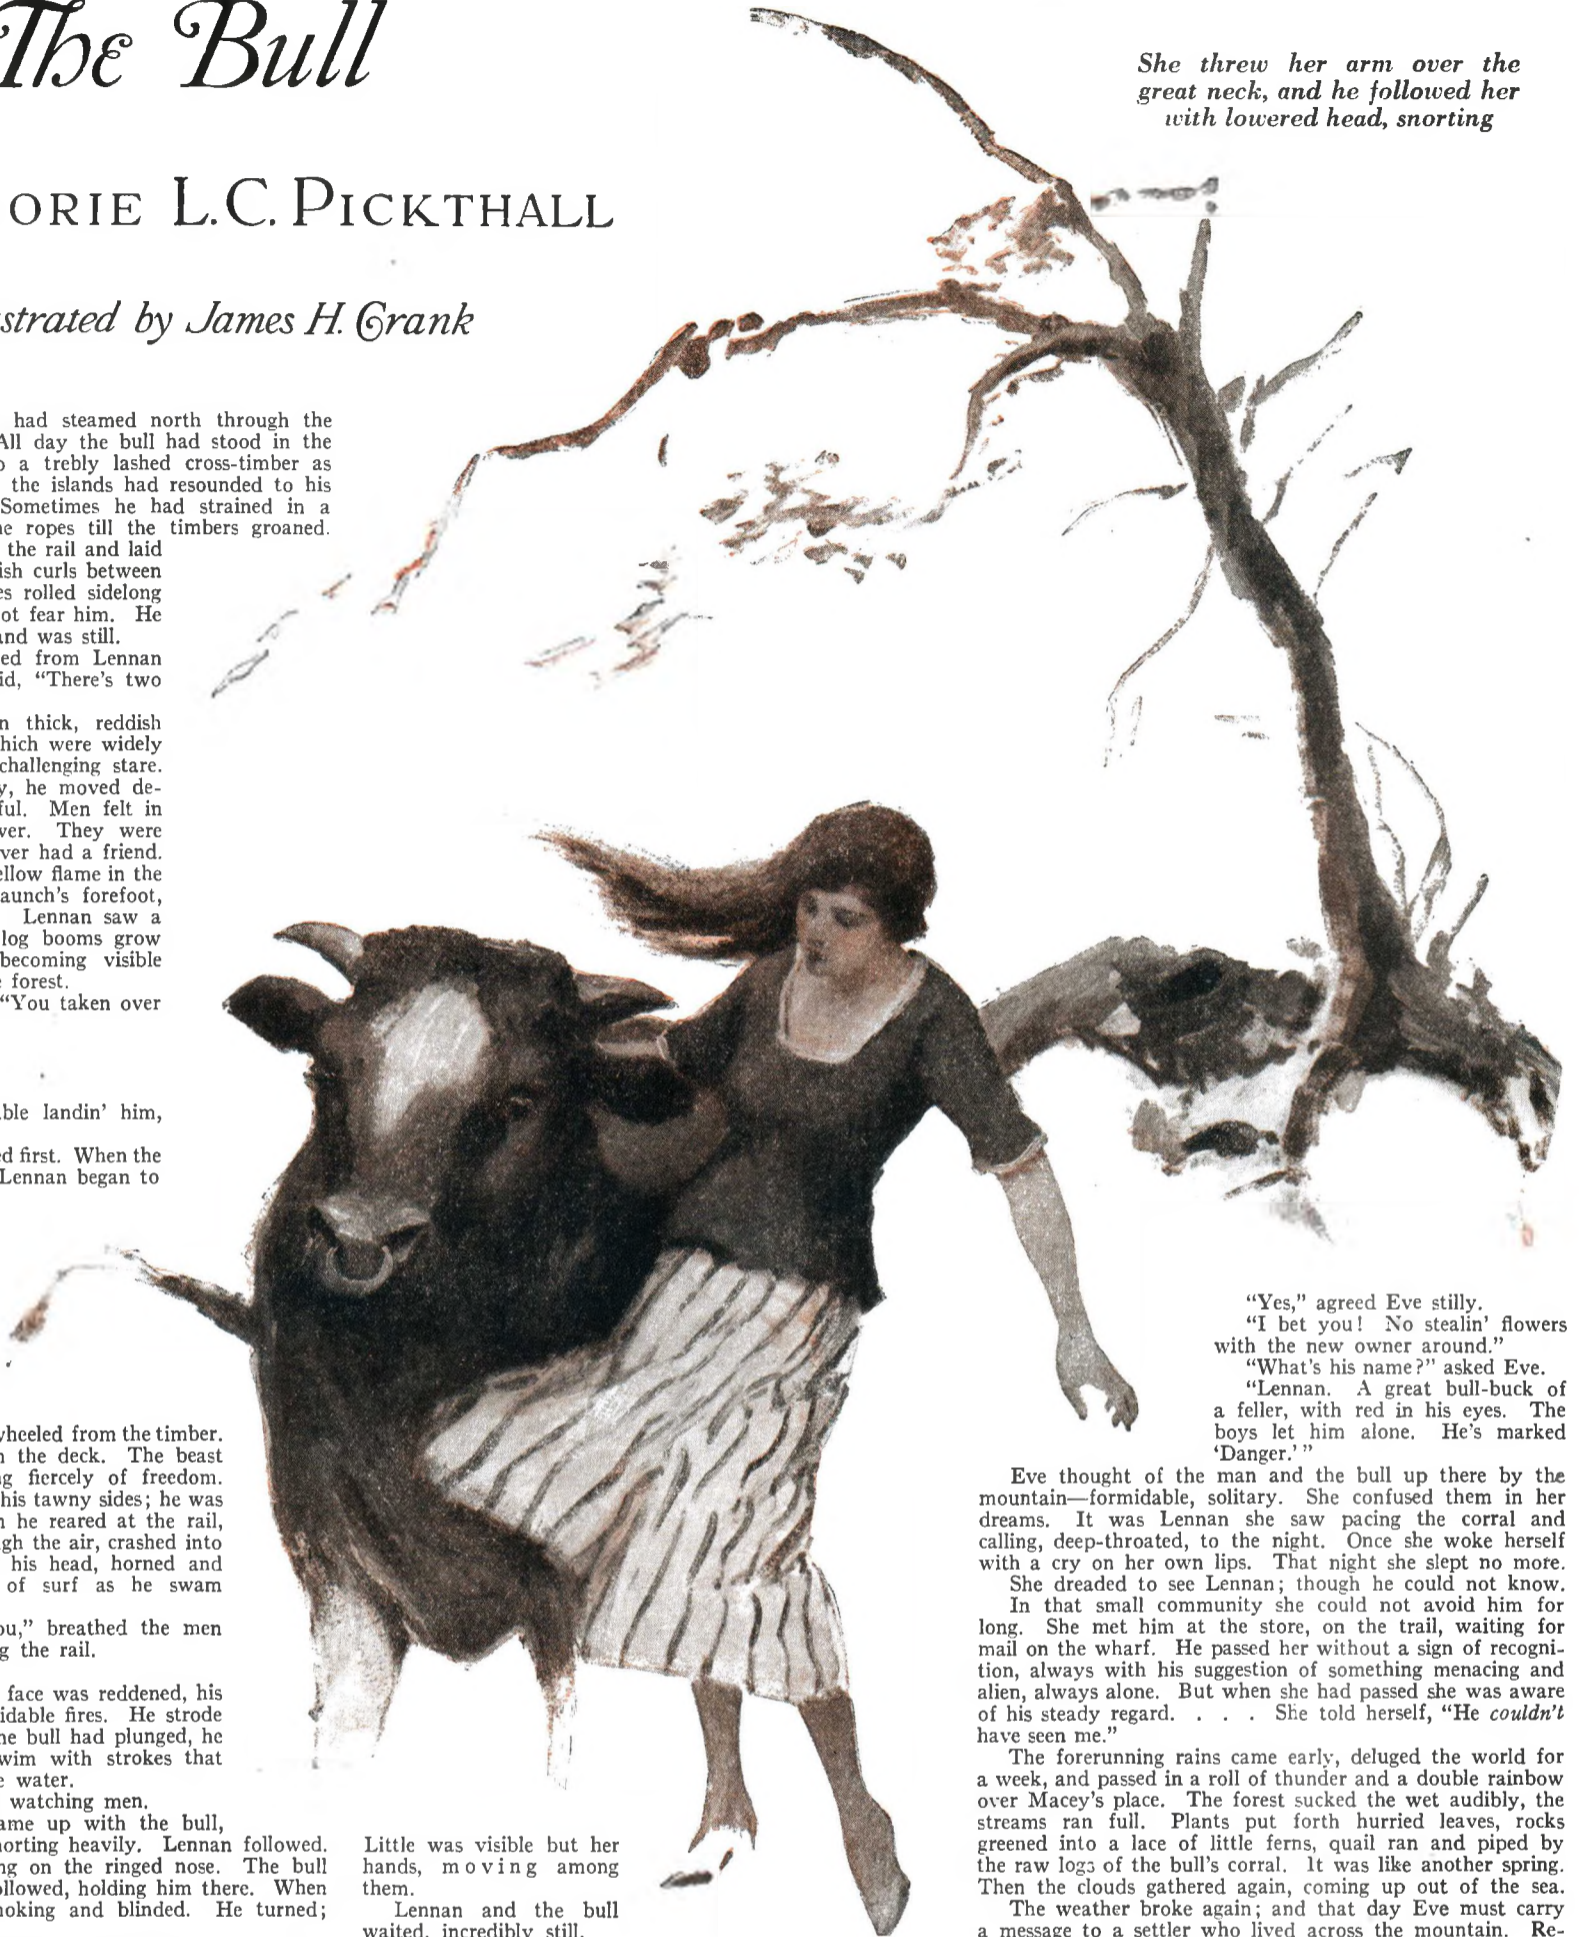 The Bull
ORIE L.C. PICKTHALL
strated by James H. Crank
She threw her arm over the
great neck, and he followed her
with lowered head, snorting
had steamed north through the
All day the bull had stood in the
a trebly lashed cross-timber as
the islands had resounded to his
Sometimes he had strained in a
ne ropes till the timbers groaned.
the rail and laid
ish curls between
es rolled sidelong
ot fear him. He
and was still.
ed from Lennan
id, “There's two
n thick, reddish
hich were widely
challenging stare.
y, he moved de-
ful. Men felt in
ver. They were
ver had a friend.
ellow flame in the
aunch's forefoot,
Lennan saw a
log booms grow
becoming visible
forest.
“You taken over
ble landin' him,
d first. When the
Lennan began to
wheeled from the timber.
n the deck. The beast
ng fiercely of freedom.
his tawny sides; he was
n he reared at the rail,
gh the air, crashed into
his head, horned and
of surf as he swam
ou,” breathed the men
g the rail.
face was reddened, his
idable fires. He strode
ne bull had plunged, he
wim with strokes that
e water.
watching men.
ame up with the bull,
norting heavily. Lennan followed.
ng on the ringed nose. The bull
ollowed, holding him there. When
noking and blinded. He turned;
Little was visible but her
hands, moving among
them.
Lennan and the bull
waited, incredibly still.
“Yes,” agreed Eve stilly.
“I bet you! No stealin' flowers
with the new owner around.”
“What's his name?” asked Eve.
“Lennan. A great bull-buck of
a feller, with red in his eyes. The
boys let him alone. He's marked
‘Danger.’”
Eve thought of the man and the bull up there by the
mountain—formidable, solitary. She confused them in her
dreams. It was Lennan she saw pacing the corral and
calling, deep-throated, to the night. Once she woke herself
with a cry on her own lips. That night she slept no more.
She dreaded to see Lennan; though he could not know.
In that small community she could not avoid him for
long. She met him at the store, on the trail, waiting for
mail on the wharf. He passed her without a sign of recogni-
tion, always with his suggestion of something menacing and
alien, always alone. But when she had passed she was aware
of his steady regard. . . . She told herself, “He couldn't
have seen me.”
The forerunning rains came early, deluged the world for
a week, and passed in a roll of thunder and a double rainbow
over Macey's place. The forest sucked the wet audibly, the
streams ran full. Plants put forth hurried leaves, rocks
greened into a lace of little ferns, quail ran and piped by
the raw logs of the bull's corral. It was like another spring.
Then the clouds gathered again, coming up out of the sea.
The weather broke again; and that day Eve must carry
a message to a settler who lived across the mountain. Re-